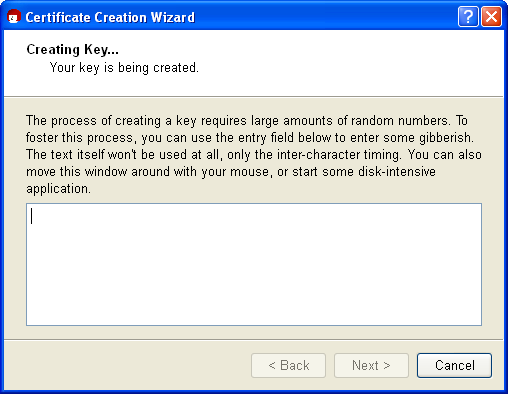 Certificate Creation Wizard
Creating Key...
Your key is being created.
The process of creating a key requires large amounts of random numbers. To
foster this process, you can use the entry field below to enter some gibberish.
The text itself won't be used at all, only the inter-character timing. You can also
move this window around with your mouse, or start some disk-intensive
application.
< Back Next > Cancel